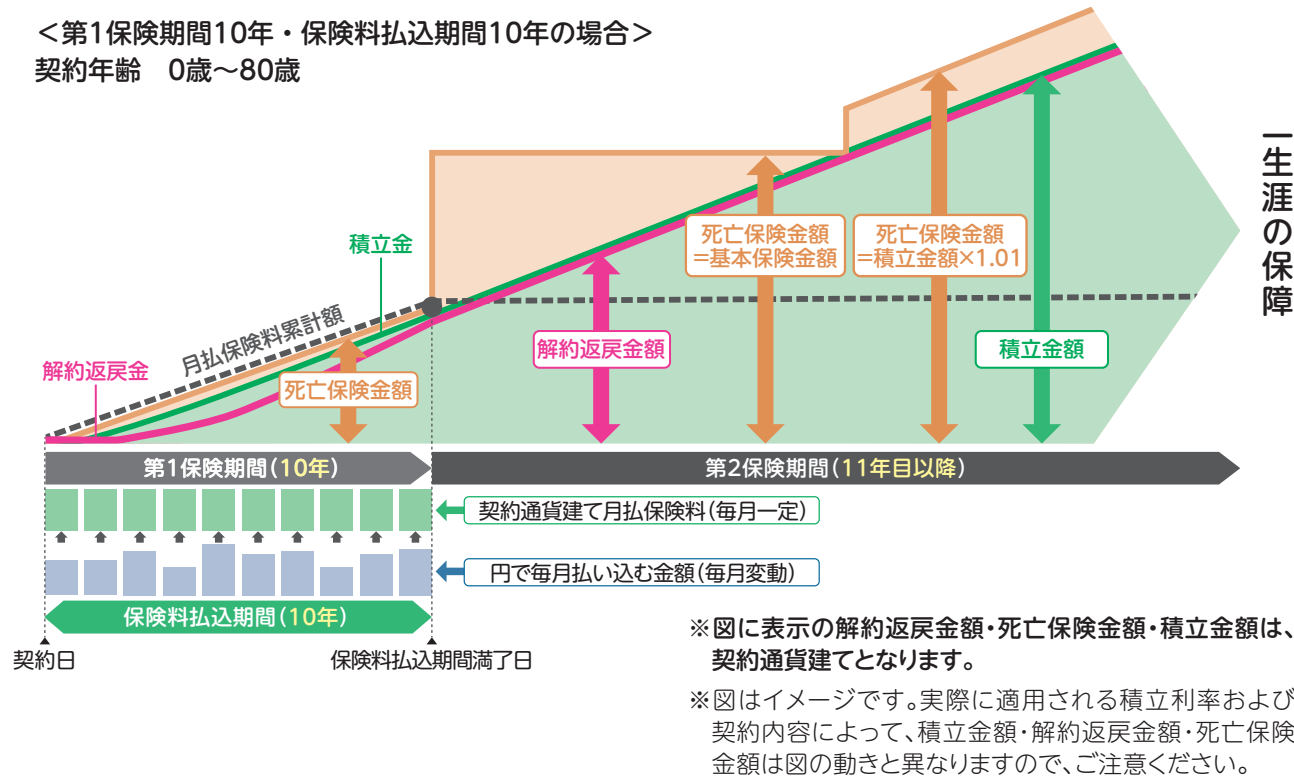 ＜第1保険期間10年・保険料払込期間10年の場合＞
契約年齢　0歳～80歳
一生涯の保障
積立金
月払保険料累計額
解約返戻金
死亡保険金額
解約返戻金額
死亡保険金額
＝基本保険金額
死亡保険金額
＝積立金額×1.01
積立金額
第1保険期間（10年）
第2保険期間（11年目以降）
契約通貨建て月払保険料（毎月一定）
円で毎月払い込む金額（毎月変動）
保険料払込期間（10年）
契約日
保険料払込期間満了日
※図に表示の解約返戻金額・死亡保険金額・積立金額は、
契約通貨建てとなります。
※図はイメージです。実際に適用される積立利率および
契約内容によって、積立金額・解約返戻金額・死亡保険
金額は図の動きと異なりますので、ご注意ください。